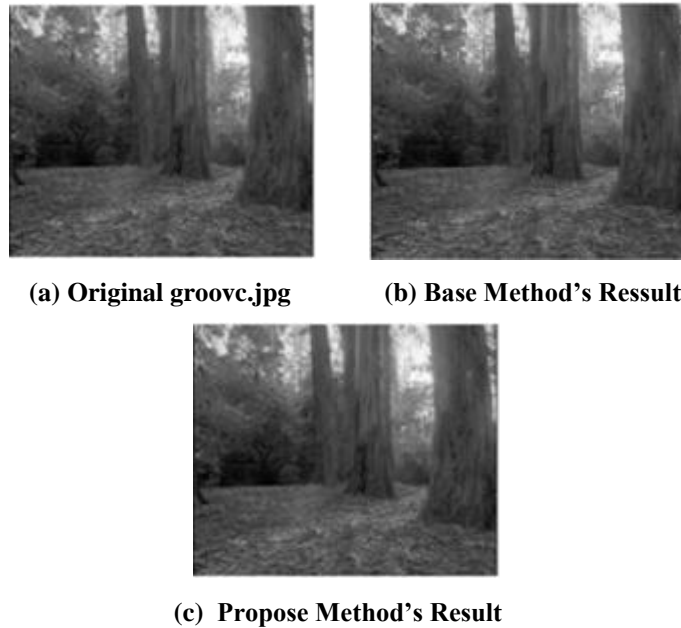 (a) Original groovc.jpg
(b) Base Method's Ressult
(c) Propose Method's Result